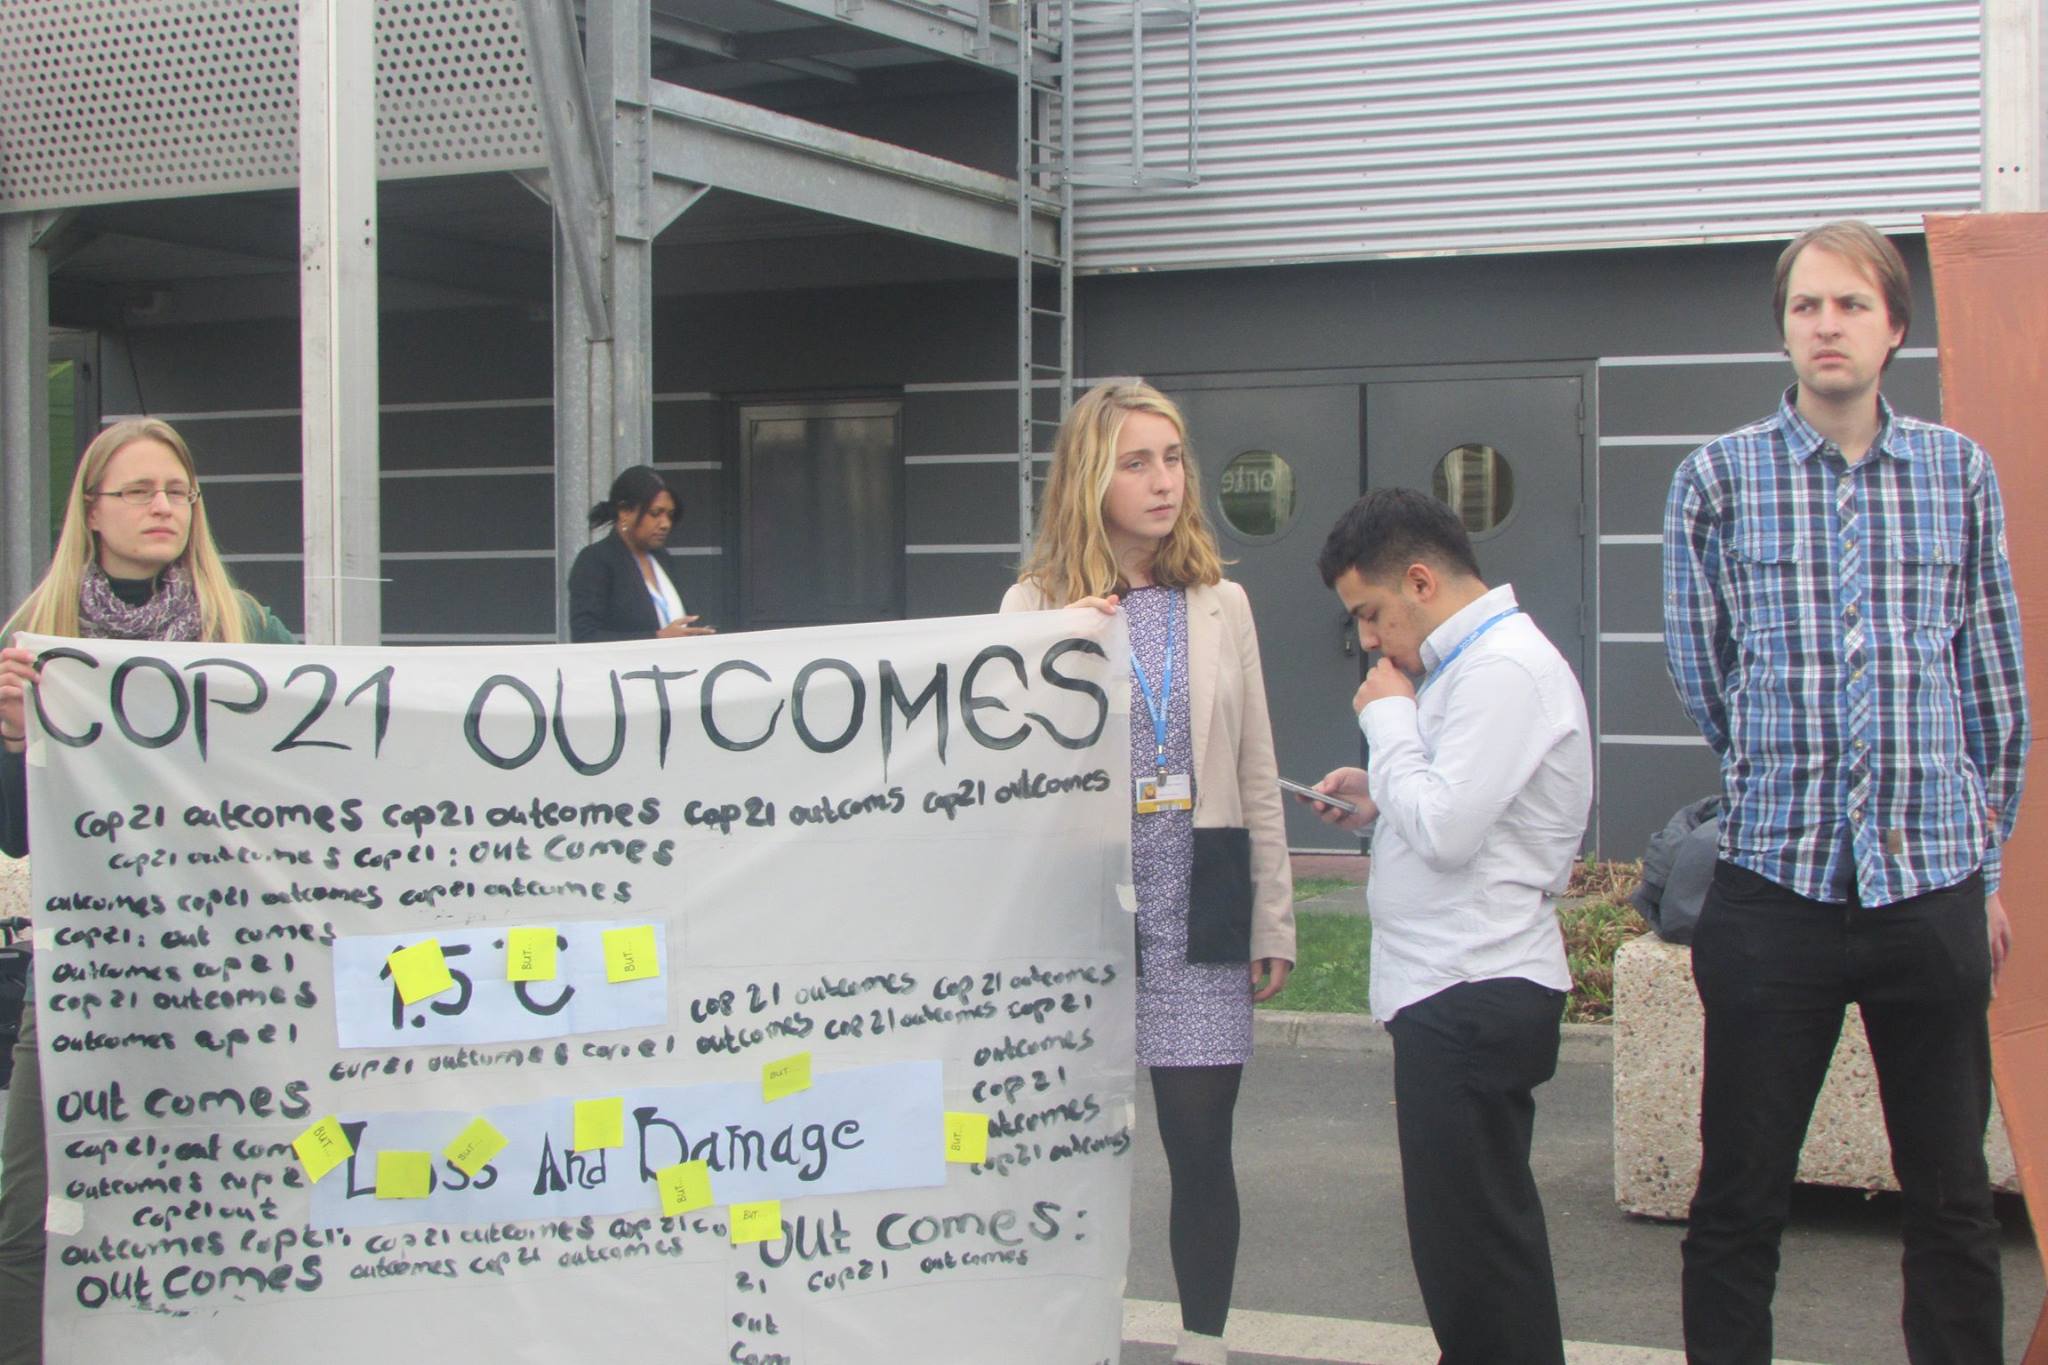 COP21 OUTCOMES
Cop21 outcomes Cop21 outcomes Cop21 outcoms Cop21 outcomes
Cop21 outcomes Cop21: out Comes
outcomes Cop21 outcomes Cop21 outcomes
Cop21: out comes
outcomes Cop21
Cop21 outcomes
outcomes Cop21
1.5°C
BUT...
BUT...
Cop21 outcomes Cop21 outcomes
outcomes Cop21 outcomes Cop21
outcomes
Cop21
outcomes
Cop21 outcomes
Cop21 outcomes Cop21
out comes
Cop21: out com
outcomes Cop2
Cop21 out
outcomes Cop21:
out comes
BUT...
BUT...
BUT...
BUT...
BUT...
BUT...
Loss And Damage
Cop21 outcomes Cop21 co
outcomes Cop21 outcomes
out comes:
21 Cop21 outcomes
out
Com